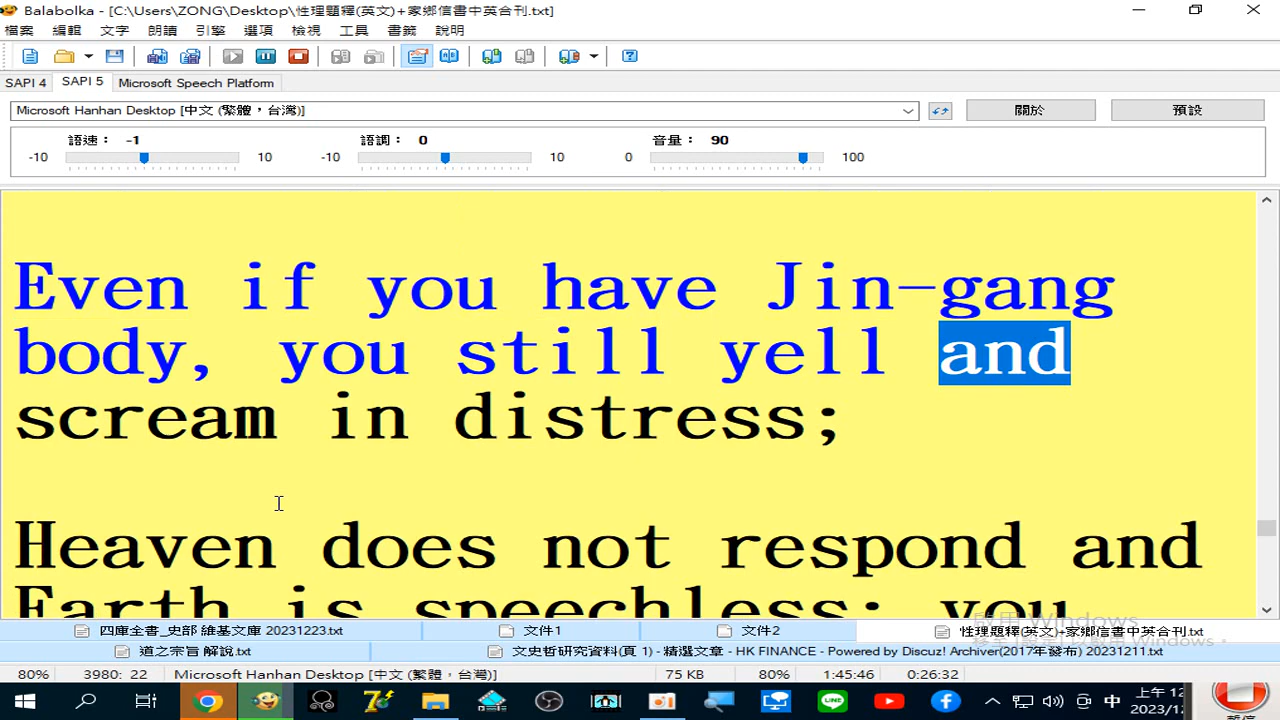 Balabolka - [C:\Users\ZONG\Desktop\性理題釋(英文)+家鄉信書中英合刊.txt]
檔案 編輯 文字 朗讀 引擎 選項 檢視 工具 書籤 說明
SAPI 4 SAPI 5 Microsoft Speech Platform
Microsoft Hanhan Desktop [中文 (繁體，台灣)] 關於 預設
語速： -1 語調： 0 音量： 90
-10 10 -10 10 0 100
Even if you have Jin-gang
body, you still yell and
scream in distress;
Heaven does not respond and
Earth is speechless; you
啟用 Windows
四庫全書_史部 維基文庫 20231223.txt 文件1 文件2 性理題釋(英文)+家鄉信書中英合刊.txt
道之宗旨 解說.txt 文史哲研究資料(頁 1) - 精選文章 - HK FINANCE - Powered by Discuz! Archiver(2017年發布) 20231211.txt
80% 3980: 22 Microsoft Hanhan Desktop [中文 (繁體，台灣)] 75 KB 80% 1:45:46 0:26:32
中 上午 12
2023/12